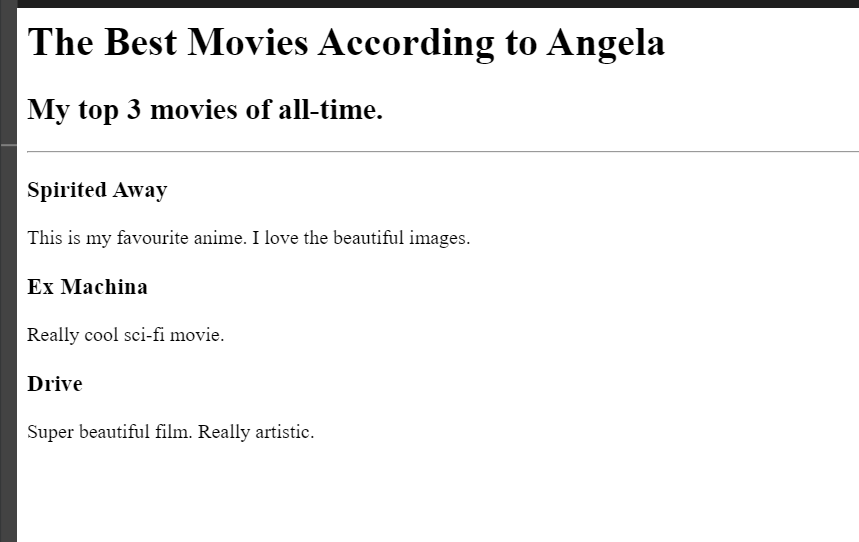 The Best Movies According to Angela
My top 3 movies of all-time.
Spirited Away
This is my favourite anime. I love the beautiful images.
Ex Machina
Really cool sci-fi movie.
Drive
Super beautiful film. Really artistic.